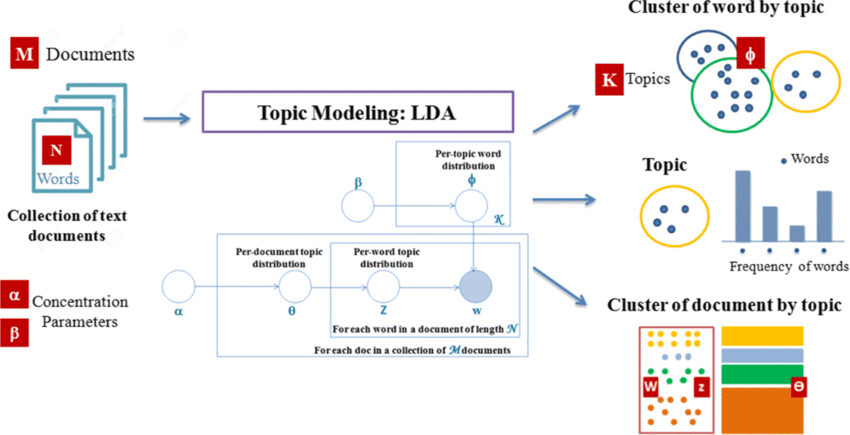 M Documents
N
Words
Collection of text
documents
α Concentration
β Parameters
Topic Modeling: LDA
Per-topic word
distribution
β
ϕ
K
Per-document topic
distribution
Per-word topic
distribution
α
θ
Z
w
For each word in a document of length N
For each doc in a collection of M documents
Cluster of word by topic
ϕ
K Topics
Topic
Words
Frequency of words
Cluster of document by topic
W
z
Θ